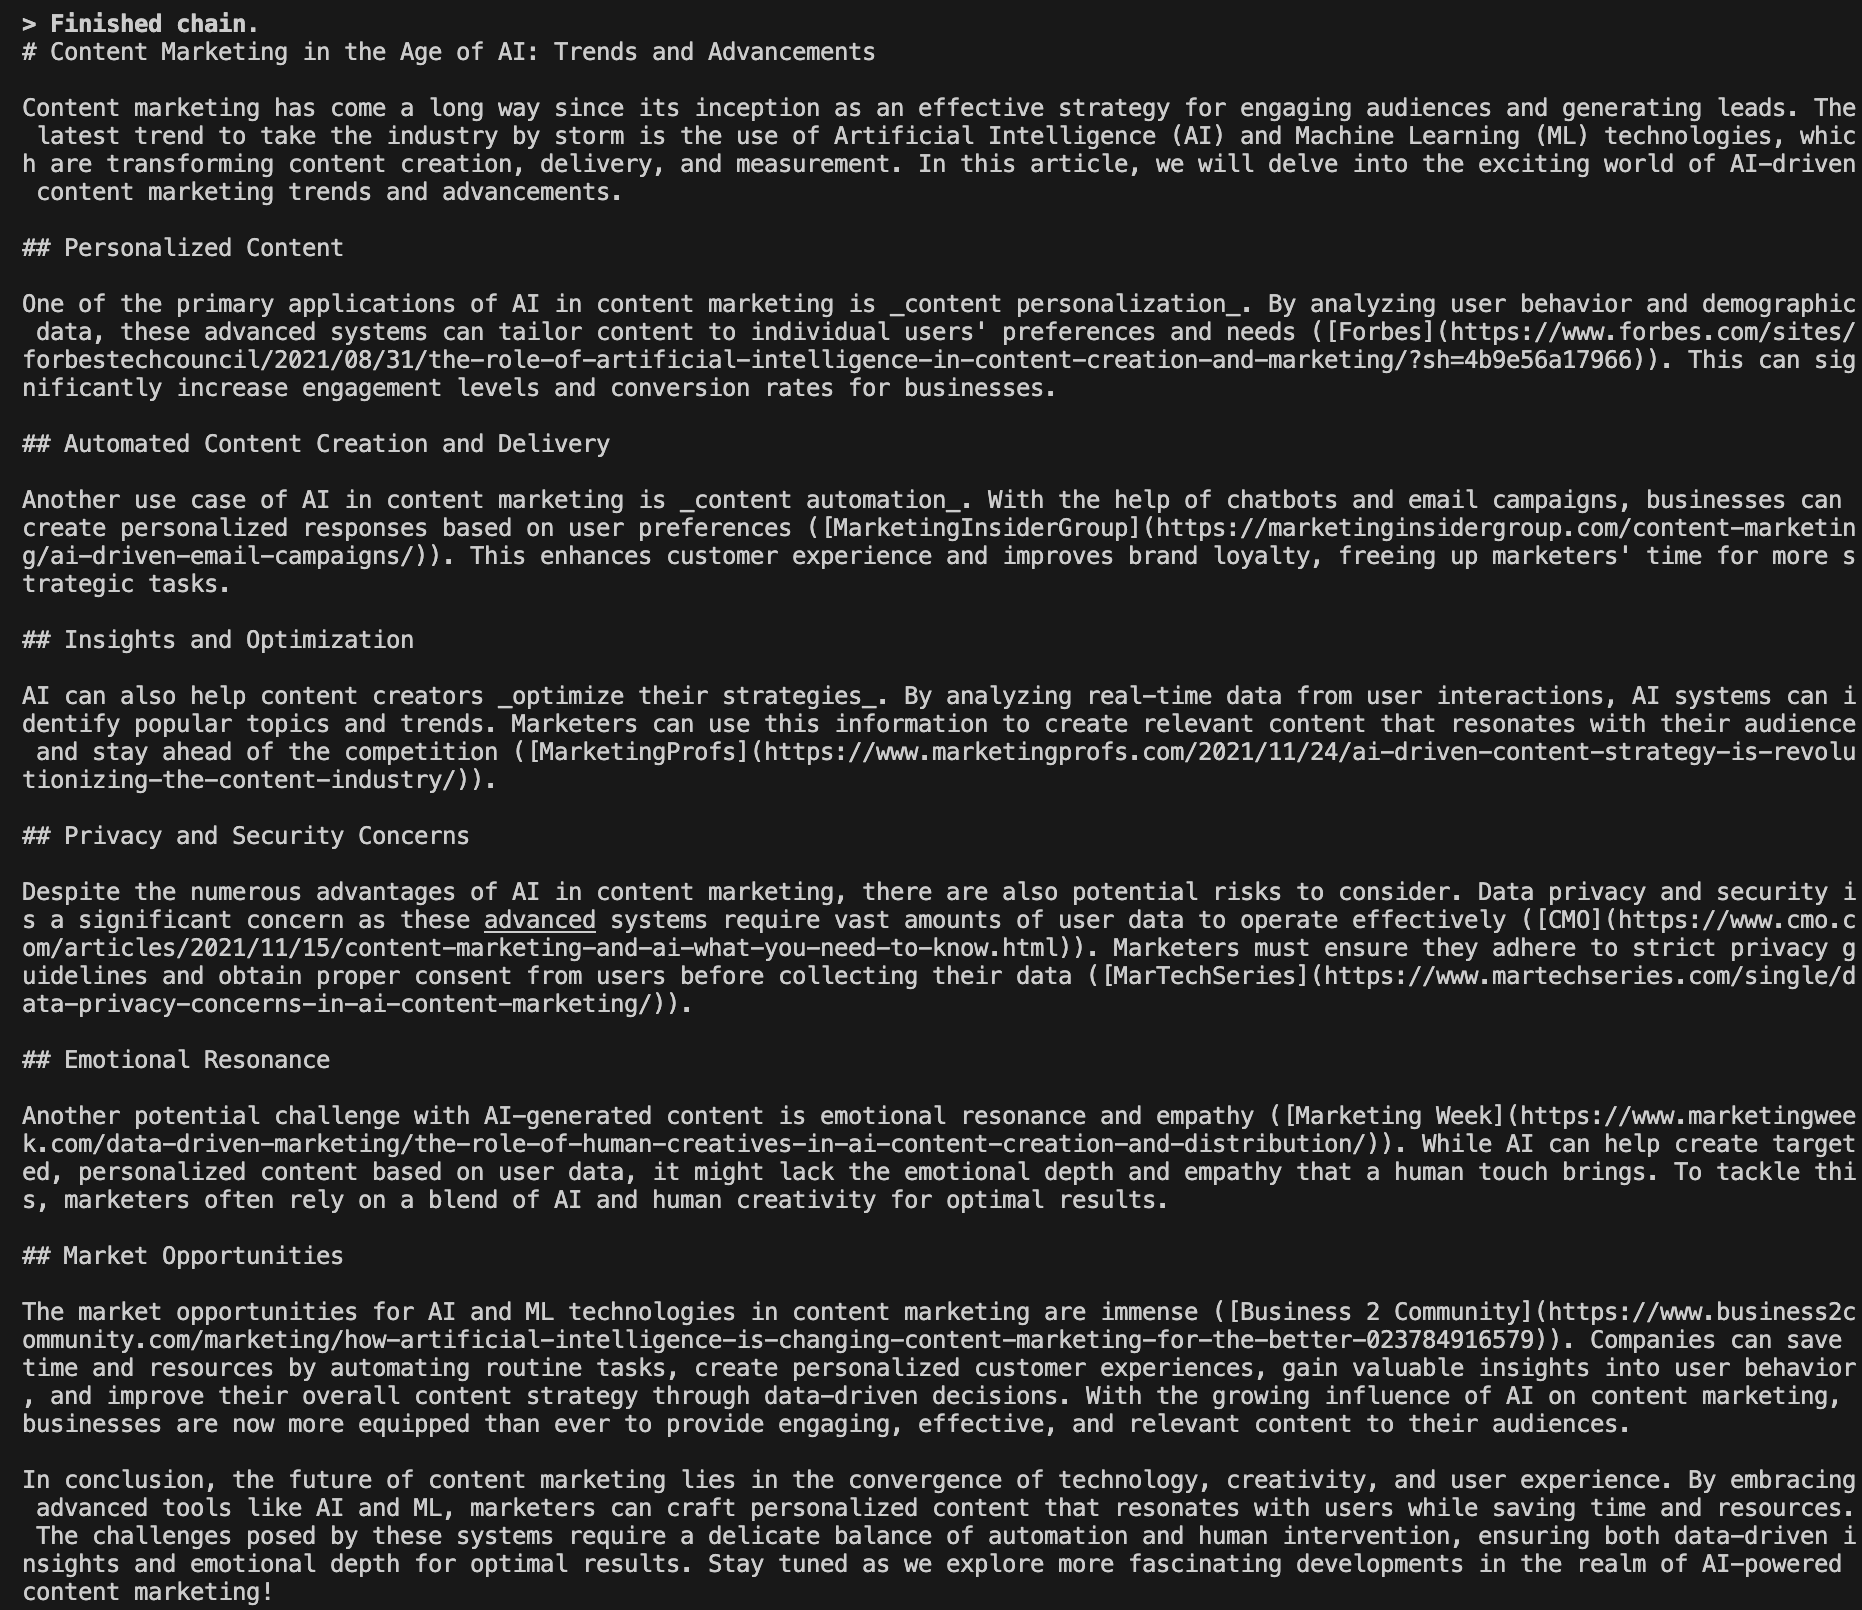 > Finished chain.
# Content Marketing in the Age of AI: Trends and Advancements
Content marketing has come a long way since its inception as an effective strategy for engaging audiences and generating leads. The
latest trend to take the industry by storm is the use of Artificial Intelligence (AI) and Machine Learning (ML) technologies, whic
h are transforming content creation, delivery, and measurement. In this article, we will delve into the exciting world of AI-driven
content marketing trends and advancements.
## Personalized Content
One of the primary applications of AI in content marketing is _content personalization_. By analyzing user behavior and demographic
data, these advanced systems can tailor content to individual users' preferences and needs ([Forbes](https://www.forbes.com/sites/
forbestechcouncil/2021/08/31/the-role-of-artificial-intelligence-in-content-creation-and-marketing/?sh=4b9e56a17966)). This can sig
nificantly increase engagement levels and conversion rates for businesses.
## Automated Content Creation and Delivery
Another use case of AI in content marketing is _content automation_. With the help of chatbots and email campaigns, businesses can
create personalized responses based on user preferences ([MarketingInsiderGroup](https://marketinginsidergroup.com/content-marketin
g/ai-driven-email-campaigns/)). This enhances customer experience and improves brand loyalty, freeing up marketers' time for more s
trategic tasks.
## Insights and Optimization
AI can also help content creators _optimize their strategies_. By analyzing real-time data from user interactions, AI systems can i
dentify popular topics and trends. Marketers can use this information to create relevant content that resonates with their audience
and stay ahead of the competition ([MarketingProfs](https://www.marketingprofs.com/2021/11/24/ai-driven-content-strategy-is-revolu
tionizing-the-content-industry/)).
## Privacy and Security Concerns
Despite the numerous advantages of AI in content marketing, there are also potential risks to consider. Data privacy and security i
s a significant concern as these advanced systems require vast amounts of user data to operate effectively ([CMO](https://www.cmo.c
om/articles/2021/11/15/content-marketing-and-ai-what-you-need-to-know.html)). Marketers must ensure they adhere to strict privacy g
uidelines and obtain proper consent from users before collecting their data ([MarTechSeries](https://www.martechseries.com/single/d
ata-privacy-concerns-in-ai-content-marketing/)).
## Emotional Resonance
Another potential challenge with AI-generated content is emotional resonance and empathy ([Marketing Week](https://www.marketingwee
k.com/data-driven-marketing/the-role-of-human-creatives-in-ai-content-creation-and-distribution/)). While AI can help create target
ed, personalized content based on user data, it might lack the emotional depth and empathy that a human touch brings. To tackle thi
s, marketers often rely on a blend of AI and human creativity for optimal results.
## Market Opportunities
The market opportunities for AI and ML technologies in content marketing are immense ([Business 2 Community](https://www.business2c
ommunity.com/marketing/how-artificial-intelligence-is-changing-content-marketing-for-the-better-023784916579)). Companies can save
time and resources by automating routine tasks, create personalized customer experiences, gain valuable insights into user behavior
, and improve their overall content strategy through data-driven decisions. With the growing influence of AI on content marketing,
businesses are now more equipped than ever to provide engaging, effective, and relevant content to their audiences.
In conclusion, the future of content marketing lies in the convergence of technology, creativity, and user experience. By embracing
advanced tools like AI and ML, marketers can craft personalized content that resonates with users while saving time and resources.
The challenges posed by these systems require a delicate balance of automation and human intervention, ensuring both data-driven i
nsights and emotional depth for optimal results. Stay tuned as we explore more fascinating developments in the realm of AI-powered
content marketing!